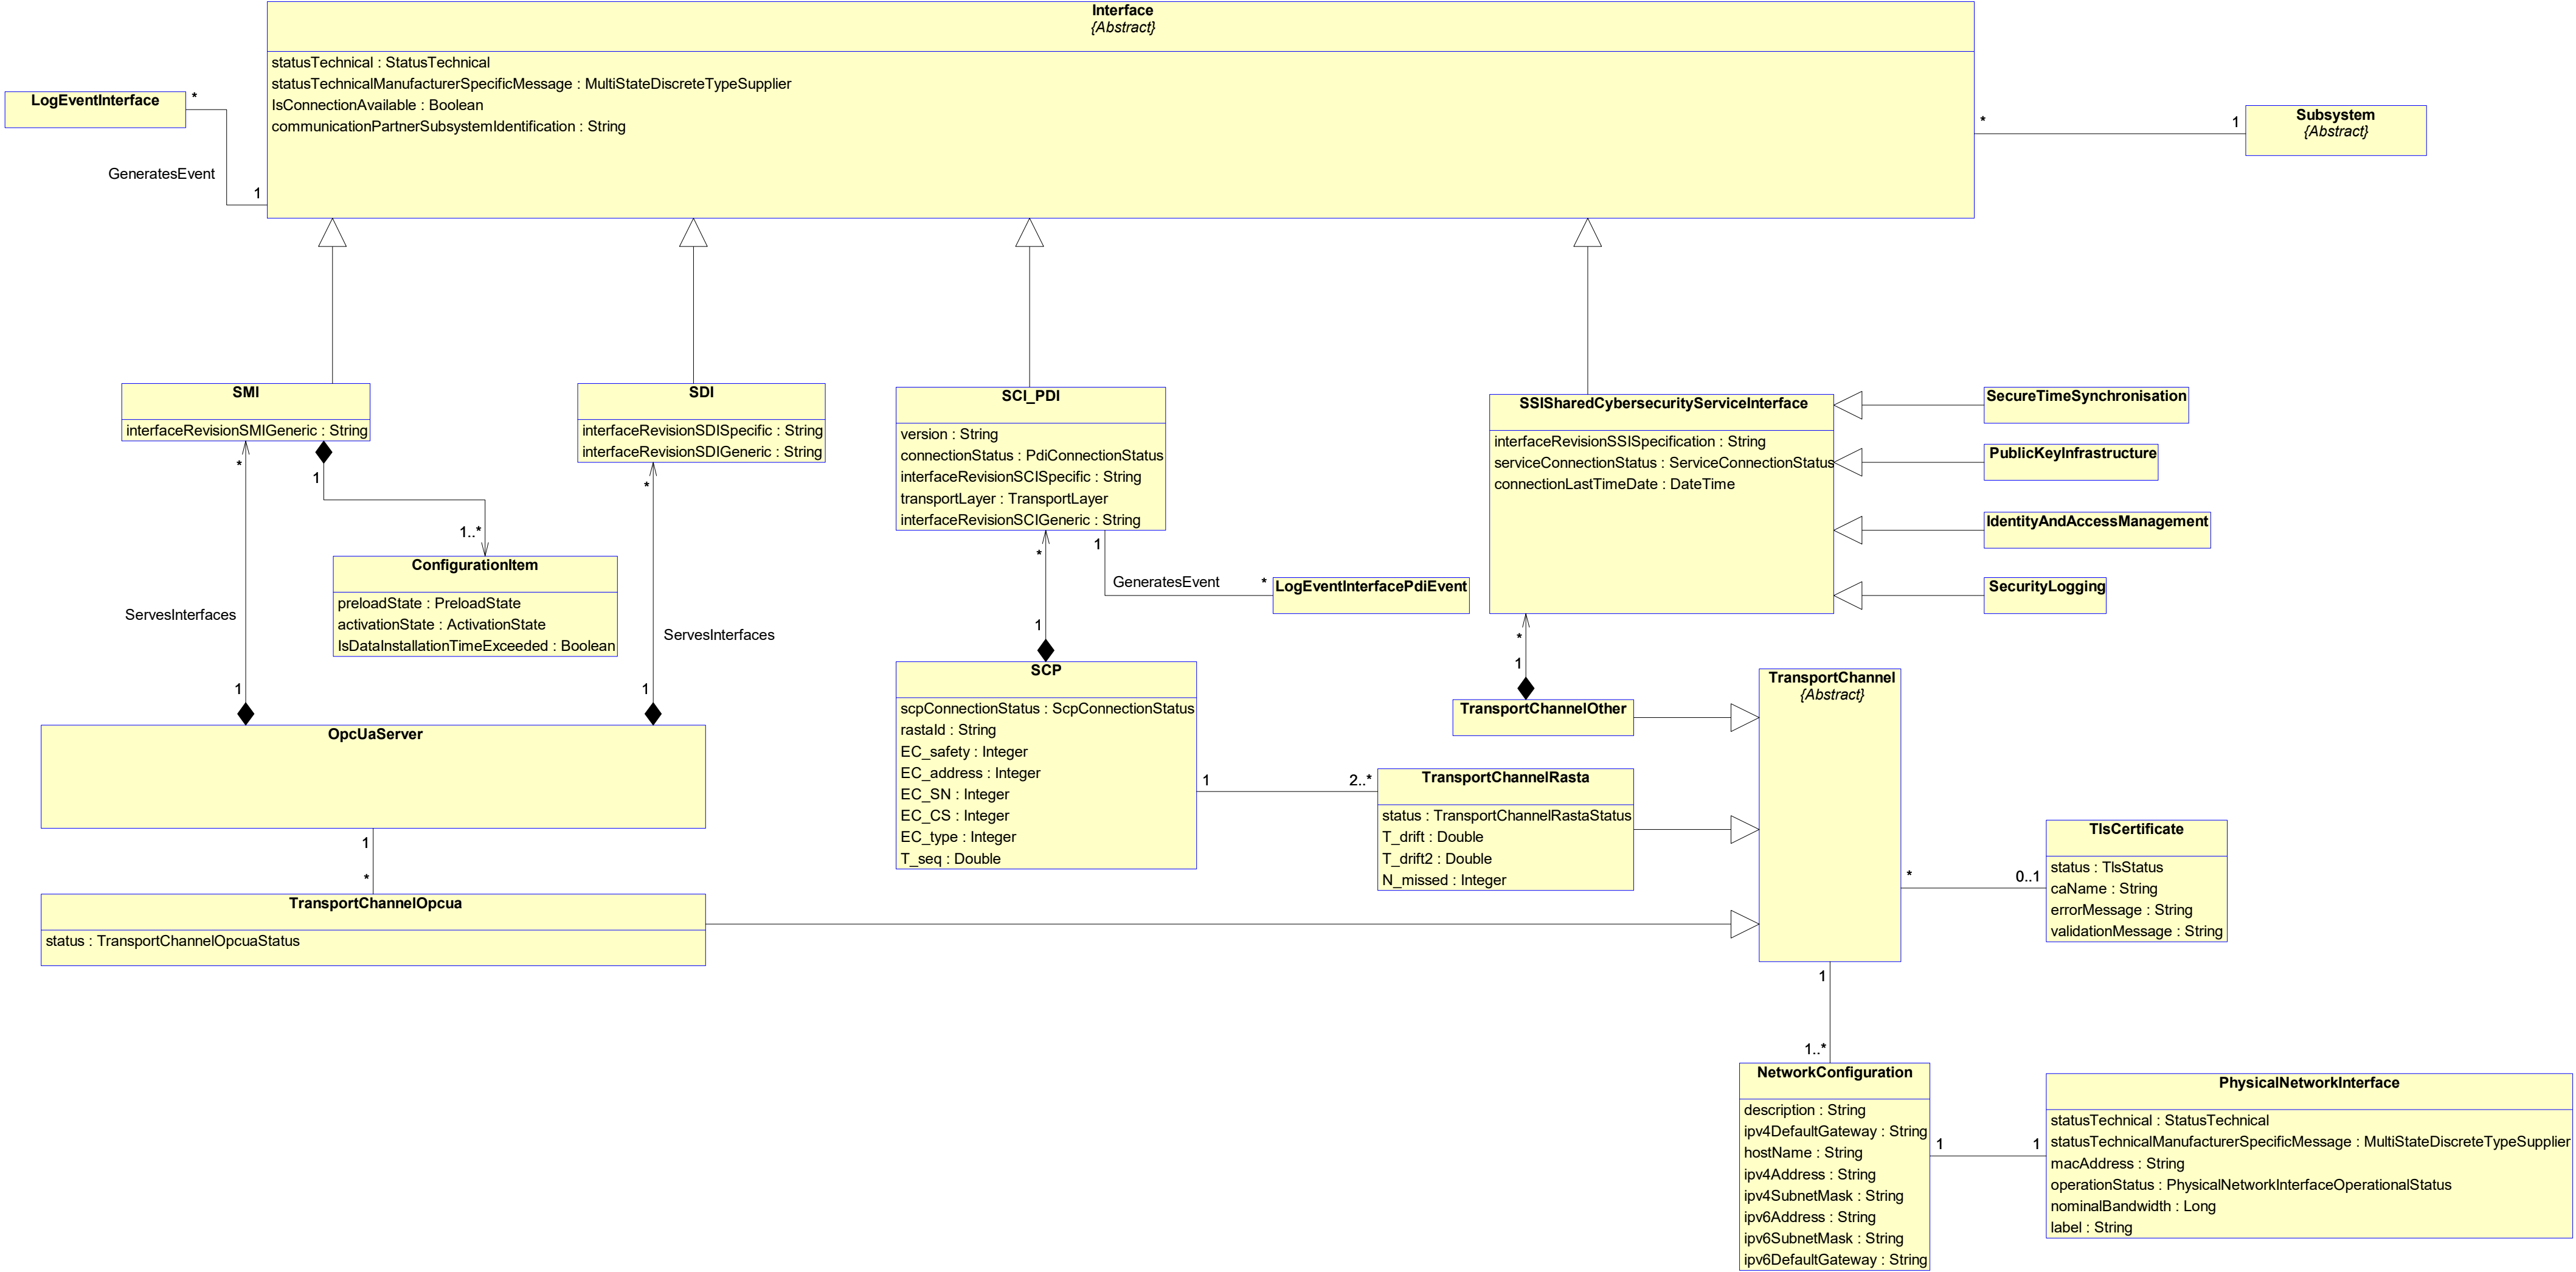 Interface
{Abstract}
statusTechnical : StatusTechnical
statusTechnicalManufacturerSpecificMessage : MultiStateDiscreteTypeSupplier
IsConnectionAvailable : Boolean
communicationPartnerSubsystemIdentification : String
LogEventInterface
*
GeneratesEvent
1
*
1
Subsystem
{Abstract}
SMI
interfaceRevisionSMIGeneric : String
SDI
interfaceRevisionSDISpecific : String
interfaceRevisionSDIGeneric : String
SCI_PDI
version : String
connectionStatus : PdiConnectionStatus
interfaceRevisionSCISpecific : String
transportLayer : TransportLayer
interfaceRevisionSCIGeneric : String
SSISharedCybersecurityServiceInterface
interfaceRevisionSSISpecification : String
serviceConnectionStatus : ServiceConnectionStatus
connectionLastTimeDate : DateTime
SecureTimeSynchronisation
PublicKeyInfrastructure
IdentityAndAccessManagement
SecurityLogging
*
1
1..*
ConfigurationItem
preloadState : PreloadState
activationState : ActivationState
IsDataInstallationTimeExceeded : Boolean
ServesInterfaces
1
*
ServesInterfaces
1
*
1
1
GeneratesEvent
*
LogEventInterfacePdiEvent
*
1
OpcUaServer
SCP
scpConnectionStatus : ScpConnectionStatus
rastaId : String
EC_safety : Integer
EC_address : Integer
EC_SN : Integer
EC_CS : Integer
EC_type : Integer
T_seq : Double
TransportChannelOther
TransportChannel
{Abstract}
1
2..*
TransportChannelRasta
status : TransportChannelRastaStatus
T_drift : Double
T_drift2 : Double
N_missed : Integer
1
*
TransportChannelOpcua
status : TransportChannelOpcuaStatus
*
0..1
TlsCertificate
status : TlsStatus
caName : String
errorMessage : String
validationMessage : String
1
1..*
NetworkConfiguration
description : String
ipv4DefaultGateway : String
hostName : String
ipv4Address : String
ipv4SubnetMask : String
ipv6Address : String
ipv6SubnetMask : String
ipv6DefaultGateway : String
1
1
PhysicalNetworkInterface
statusTechnical : StatusTechnical
statusTechnicalManufacturerSpecificMessage : MultiStateDiscreteTypeSupplier
macAddress : String
operationStatus : PhysicalNetworkInterfaceOperationalStatus
nominalBandwidth : Long
label : String